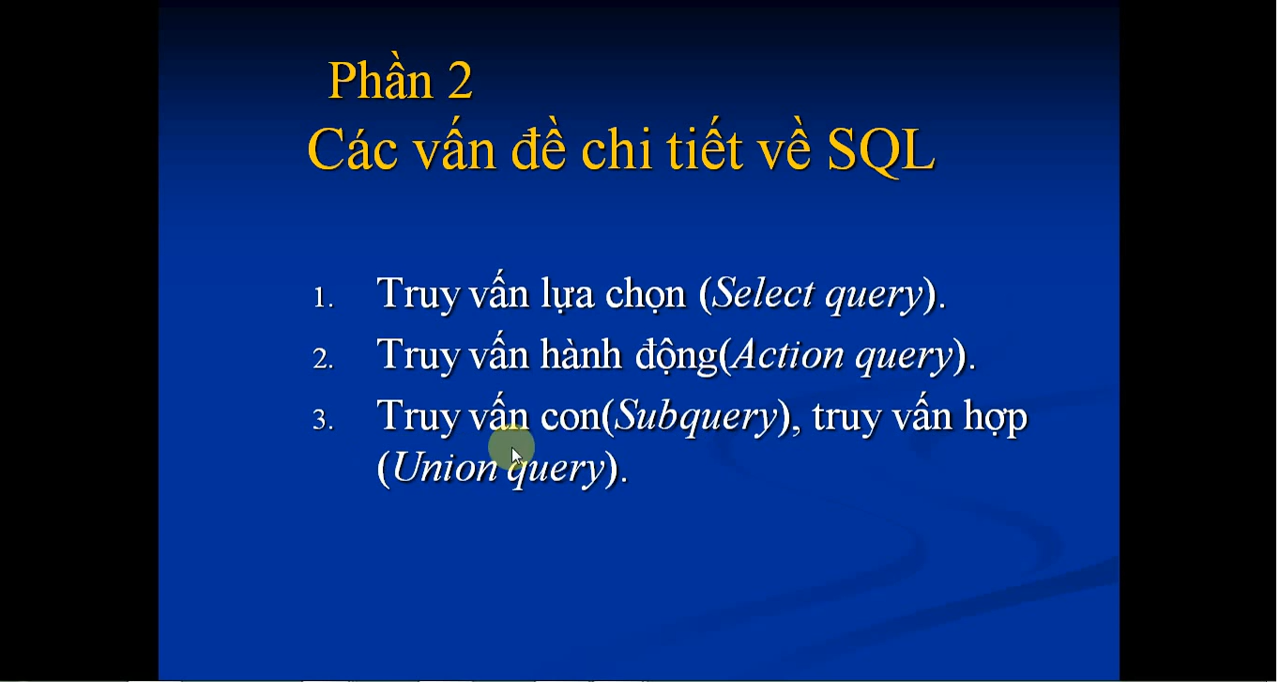 Phần 2
Các vấn đề chi tiết về SQL
1. Truy vấn lựa chọn (Select query).
2. Truy vấn hành động(Action query).
3. Truy vấn con(Subquery), truy vấn hợp
(Union query).